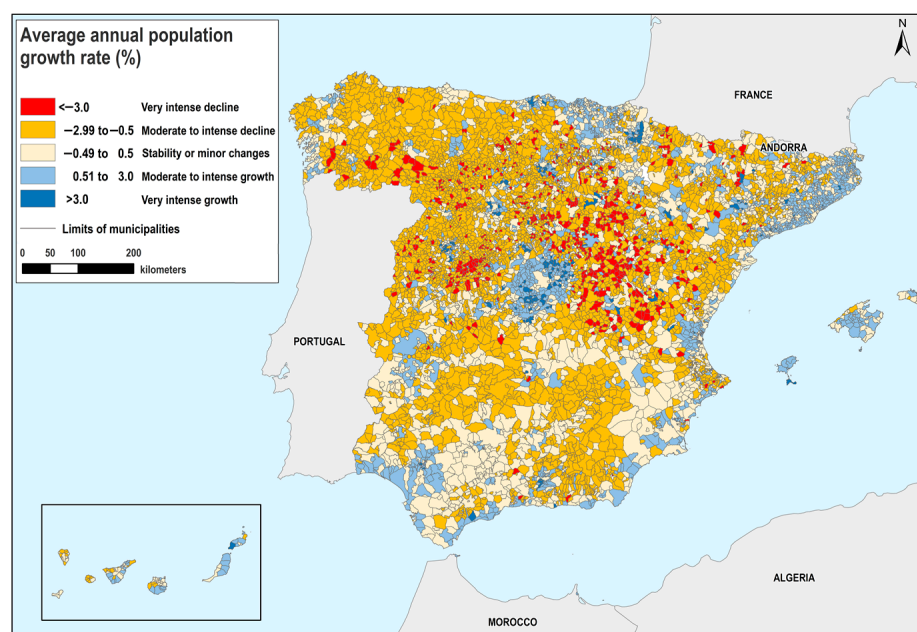 Average annual population
growth rate (%)
<−3.0 Very intense decline
−2.99 to −0.5 Moderate to intense decline
−0.49 to 0.5 Stability or minor changes
0.51 to 3.0 Moderate to intense growth
>3.0 Very intense growth
Limits of municipalities
0 50 100 200
kilometers
N
FRANCE
ANDORRA
PORTUGAL
ALGERIA
MOROCCO